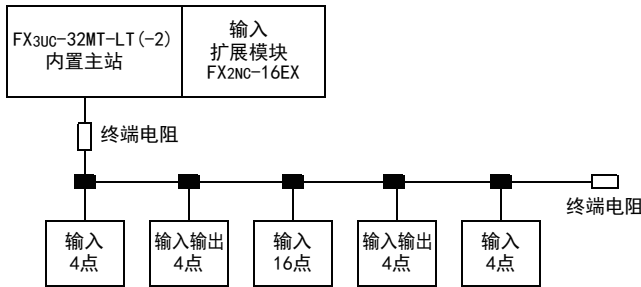 FX3UC-32MT-LT(-2)
内置主站
输入
扩展模块
FX2NC-16EX
终端电阻
终端电阻
输入
4点
输入输出
4点
输入
16点
输入输出
4点
输入
4点